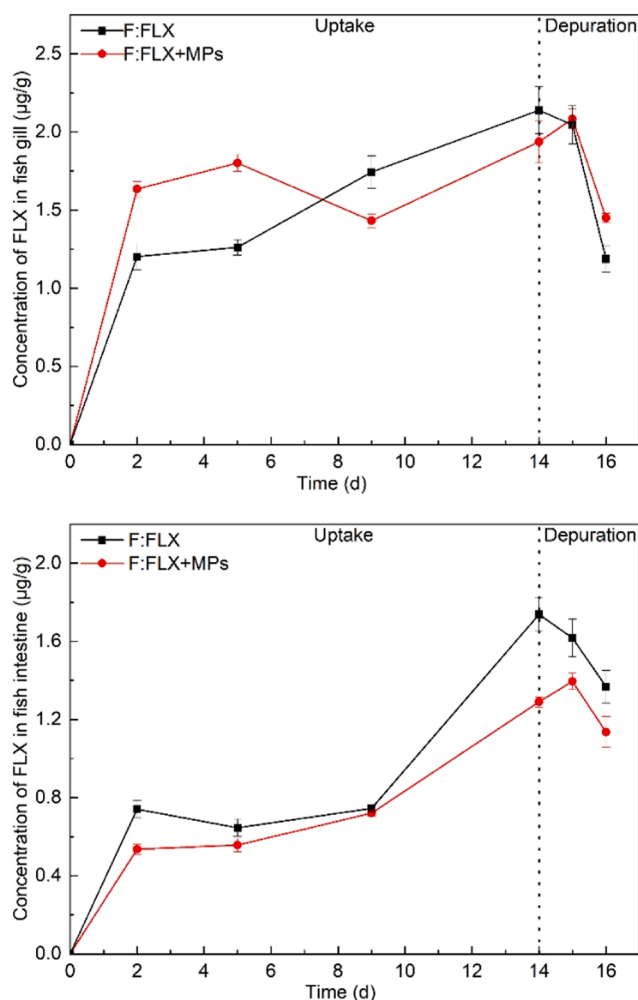 Uptake Depuration
F:FLX
F:FLX+MPs
Concentration of FLX in fish gill (µg/g)
2.5
2.0
1.5
1.0
0.5
0.0
0 2 4 6 8 10 12 14 16
Time (d)
Uptake Depuration
F:FLX
F:FLX+MPs
Concentration of FLX in fish intestine (µg/g)
2.0
1.6
1.2
0.8
0.4
0.0
0 2 4 6 8 10 12 14 16
Time (d)